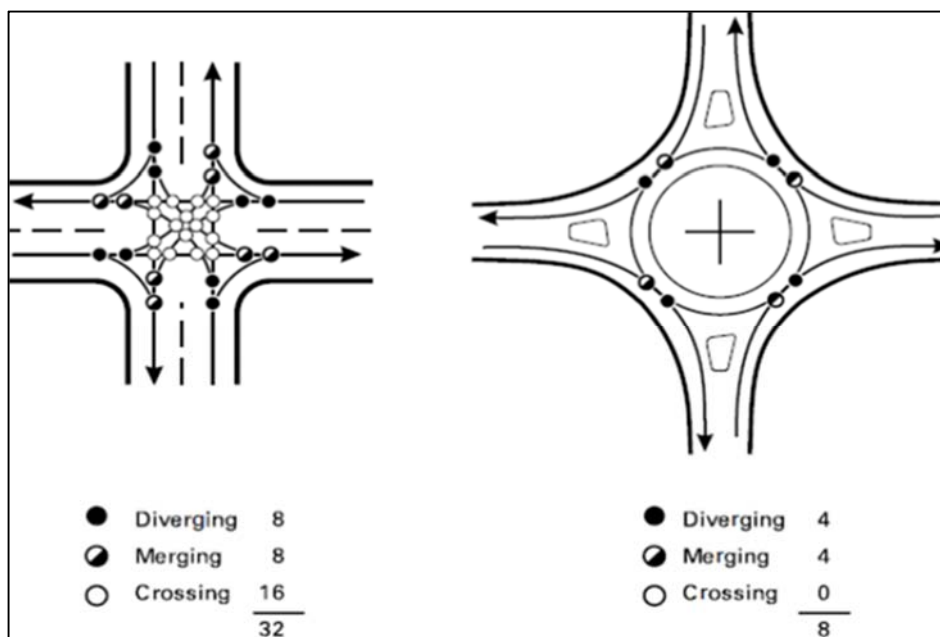 Diverging 8
Merging 8
Crossing 16
32
Diverging 4
Merging 4
Crossing 0
8